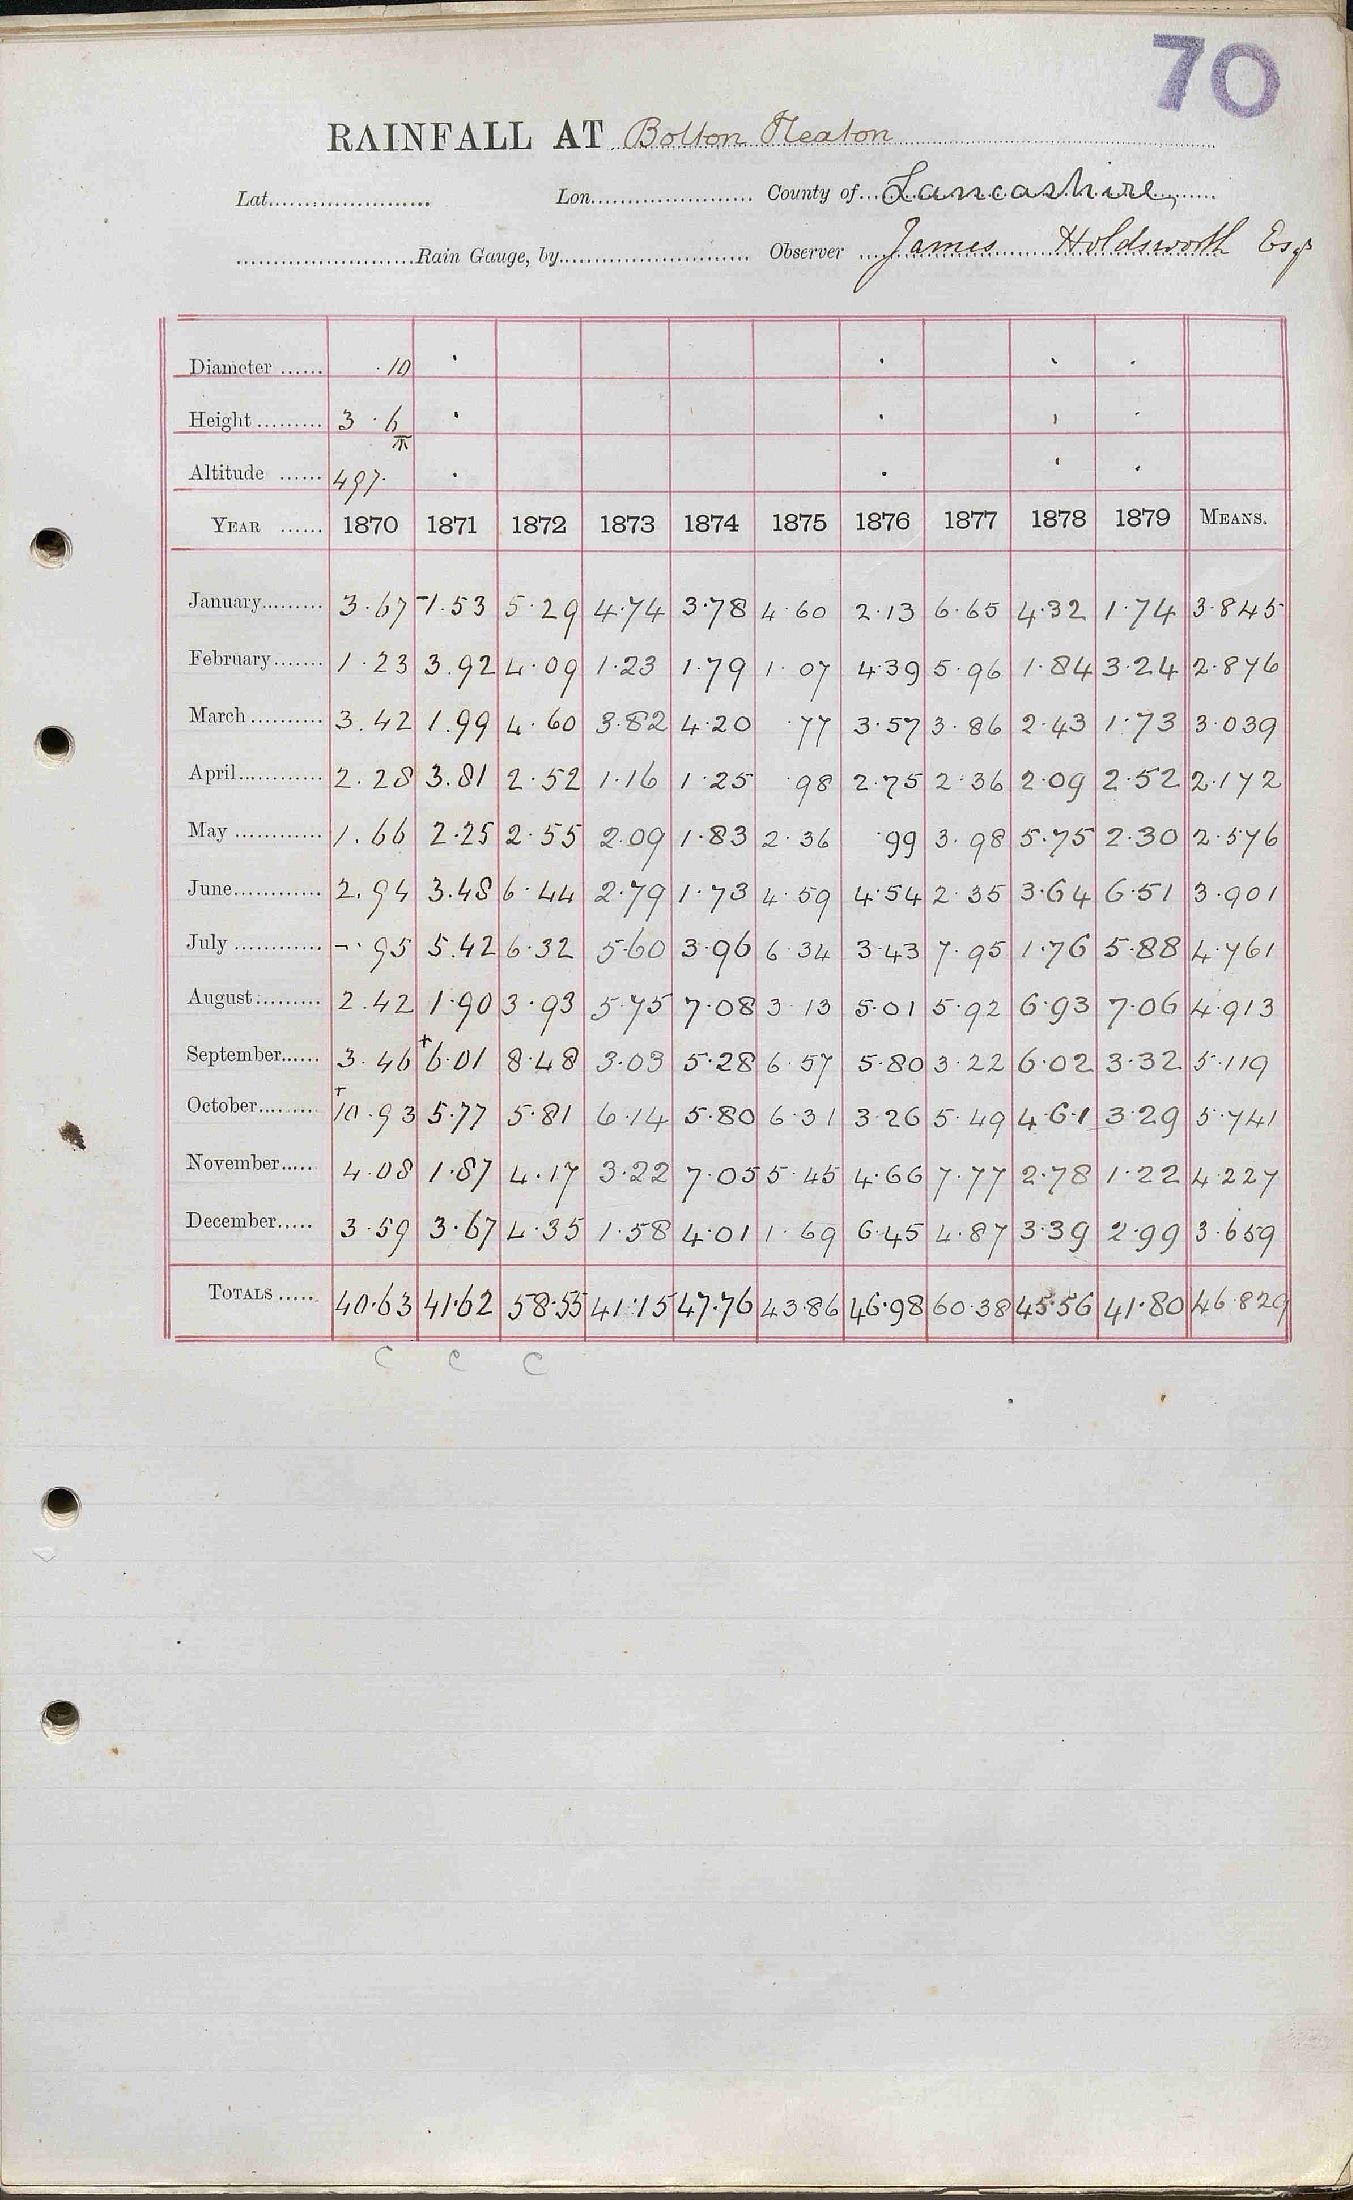 70
RAINFALL AT Bolton Heaton
Lat. Lon. County of Lancashire,
Rain Gauge, by Observer James Holdsworth Esqr
Diameter ...... · 10
Height ......... 3 · 6
Altitude ...... 497·
YEAR ...... 1870 1871 1872 1873 1874 1875 1876 1877 1878 1879 MEANS.
January......... 3·67 -1.53 5·29 4·74 3·78 4·60 2·13 6·65 4·32 1·74 3·845
February....... 1·23 3.92 4·09 1·23 1·79 1·07 4·39 5·96 1·84 3·24 2·876
March .......... 3.42 1.99 4.60 3·82 4·20 ·77 3·57 3·86 2·43 1·73 3·039
April............ 2.28 3.81 2·52 1·16 1·25 ·98 2·75 2·36 2·09 2·52 2·172
May ............ 1.66 2·25 2·55 2·09 1·83 2·36 ·99 3·98 5·75 2·30 2·576
June............ 2.94 3.48 6·44 2·79 1·73 4·59 4·54 2·35 3·64 6·51 3·901
July ............ -·95 5.42 6·32 5·60 3·96 6·34 3·43 7·95 1·76 5·88 4·761
August......... 2.42 1·90 3·93 5·75 7·08 3·13 5·01 5·92 6·93 7·06 4·913
September...... 3.46 +6·01 8·48 3·03 5·28 6·57 5·80 3·22 6·02 3·32 5·119
October......... +10.93 5·77 5·81 6·14 5·80 6·31 3·26 5·49 4·61 3·29 5·741
November..... 4·08 1·87 4·17 3·22 7·05 5·45 4·66 7·77 2·78 1·22 4·227
December..... 3·59 3·67 4·35 1·58 4·01 1·69 6·45 4·87 3·39 2·99 3·659
TOTALS ..... 40·63 41·62 58·55 41·15 47·76 43·86 46·98 60·38 45·56 41·80 46·829
C C C